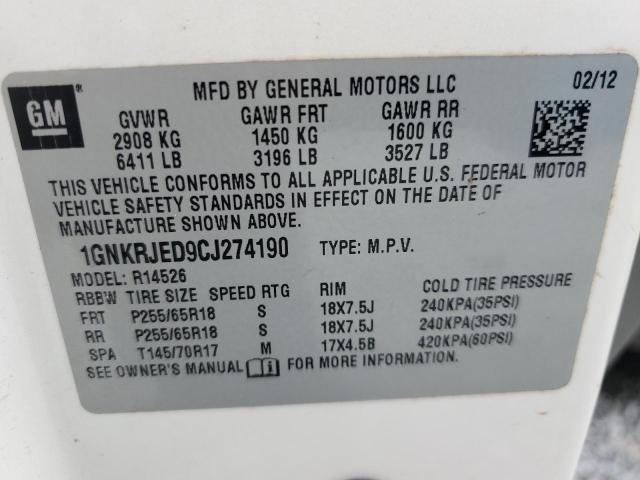 GM ®
MFD BY GENERAL MOTORS LLC 02/12
GVWR GAWR FRT GAWR RR
2908 KG 1450 KG 1600 KG
6411 LB 3196 LB 3527 LB
THIS VEHICLE CONFORMS TO ALL APPLICABLE U.S. FEDERAL MOTOR
VEHICLE SAFETY STANDARDS IN EFFECT ON THE DATE OF
MANUFACTURE SHOWN ABOVE.
1GNKRJED9CJ274190 TYPE: M.P.V.
MODEL: R14526
RBBW TIRE SIZE SPEED RTG RIM COLD TIRE PRESSURE
FRT P255/65R18 S 18X7.5J 240KPA(35PSI)
RR P255/65R18 S 18X7.5J 240KPA(35PSI)
SPA T145/70R17 M 17X4.5B 420KPA(60PSI)
SEE OWNER'S MANUAL FOR MORE INFORMATION.